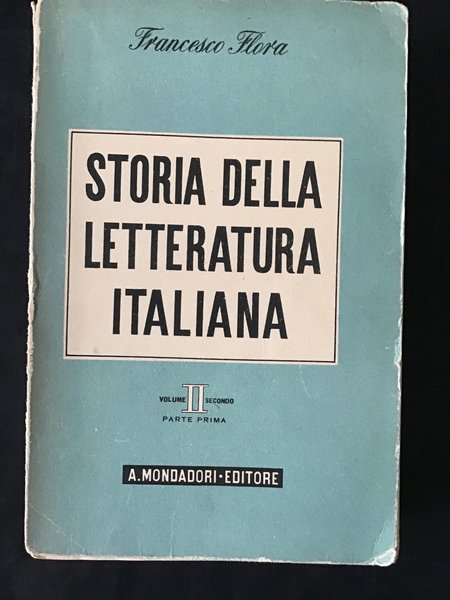 Francesco Flora
STORIA DELLA
LETTERATURA
ITALIANA
VOLUME II SECONDO
PARTE PRIMA
A. MONDADORI · EDITORE